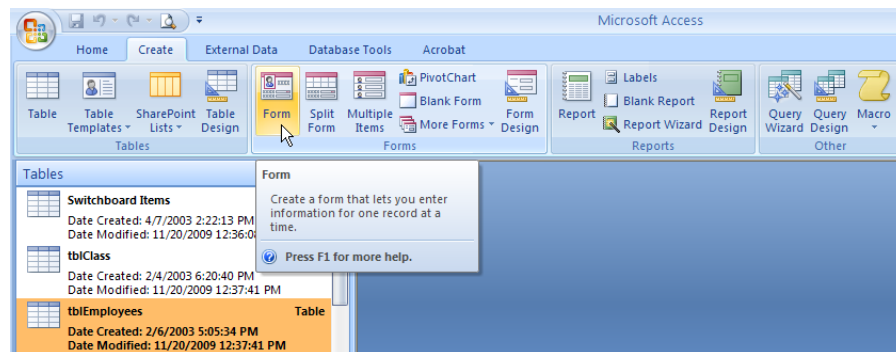 Microsoft Access
Home Create External Data Database Tools Acrobat
Table
Table Templates
SharePoint Lists
Table Design
Tables
Form
Split Form
Multiple Items
PivotChart
Blank Form
More Forms
Form Design
Forms
Report
Labels
Blank Report
Report Wizard
Report Design
Reports
Query Wizard
Query Design
Macro
Other
Tables
Switchboard Items
Date Created: 4/7/2003 2:22:13 PM
Date Modified: 11/20/2009 12:36:0
tblClass
Date Created: 2/4/2003 6:20:40 PM
Date Modified: 11/20/2009 12:37:41 PM
tblEmployees Table
Date Created: 2/6/2003 5:05:34 PM
Date Modified: 11/20/2009 12:37:41 PM
Form
Create a form that lets you enter
information for one record at a
time.
Press F1 for more help.